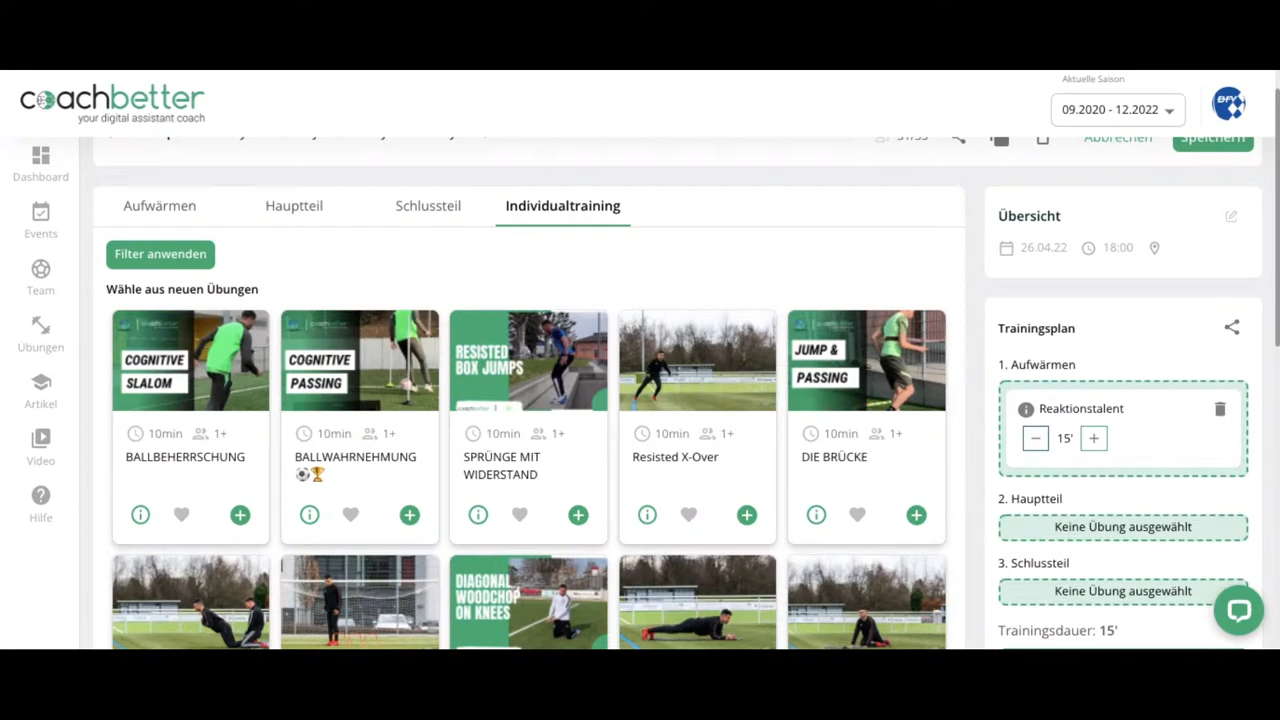 coachbetter
your digital assistant coach
Aktuelle Saison
09.2020 - 12.2022
BFV
Abbrechen
Speichern
Dashboard
Events
Team
Übungen
Artikel
Video
Hilfe
Aufwärmen
Hauptteil
Schlussteil
Individualtraining
Filter anwenden
Wähle aus neuen Übungen
COGNITIVE
SLALOM
10min
1+
BALLBEHERRSCHUNG
COGNITIVE
PASSING
10min
1+
BALLWAHRNEHMUNG
⚽🏆
RESISTED
BOX JUMPS
10min
1+
SPRÜNGE MIT
WIDERSTAND
10min
1+
Resisted X-Over
JUMP &
PASSING
10min
1+
DIE BRÜCKE
DIAGONAL
WOODCHOP
ON KNEES
Übersicht
26.04.22
18:00
Trainingsplan
1. Aufwärmen
Reaktionstalent
− 15' +
2. Hauptteil
Keine Übung ausgewählt
3. Schlussteil
Keine Übung ausgewählt
Trainingsdauer: 15'